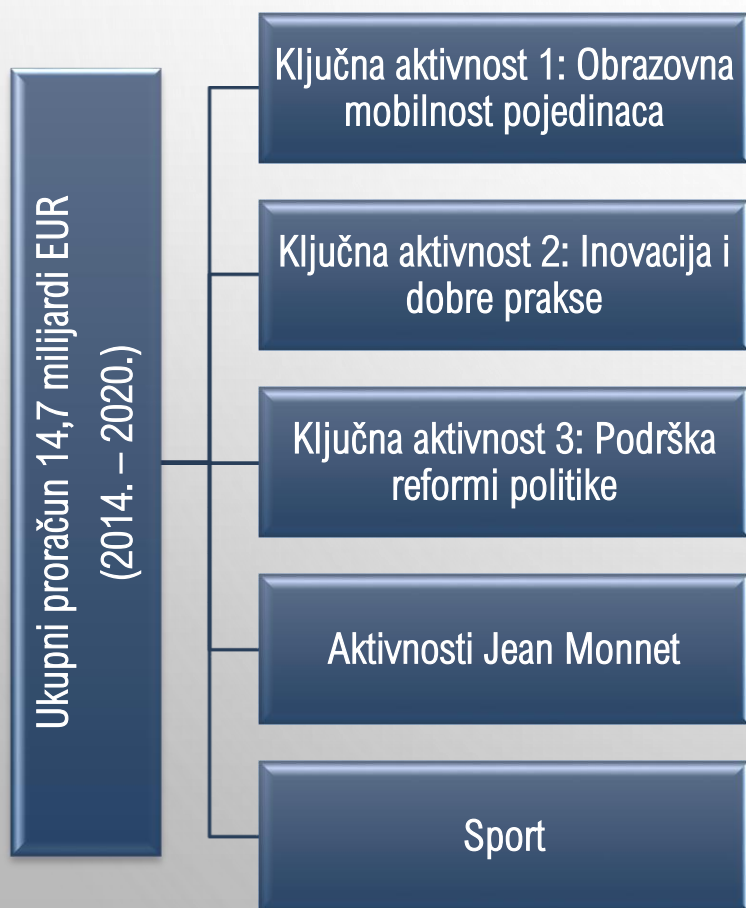 Ukupni proračun 14,7 milijardi EUR
(2014. – 2020.)
Ključna aktivnost 1: Obrazovna
mobilnost pojedinaca
Ključna aktivnost 2: Inovacija i
dobre prakse
Ključna aktivnost 3: Podrška
reformi politike
Aktivnosti Jean Monnet
Sport